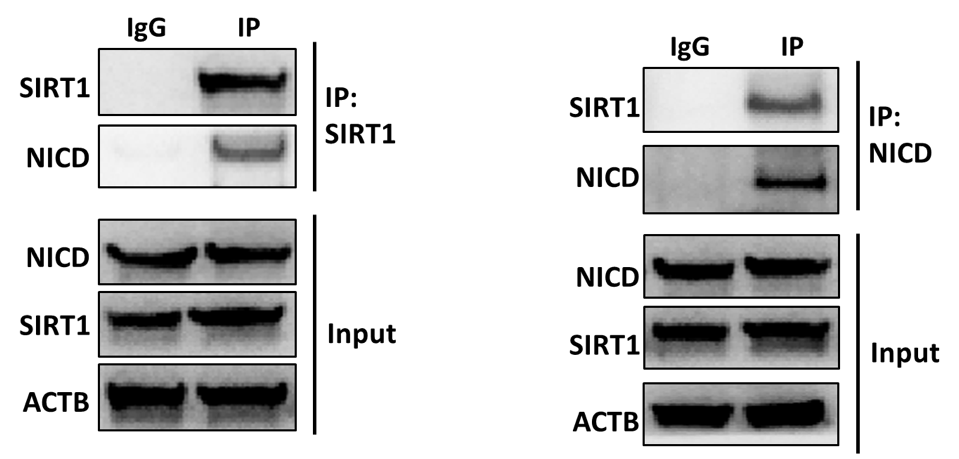 IgG IP
SIRT1
NICD
IP:
SIRT1
NICD
SIRT1
ACTB
Input
IgG IP
SIRT1
NICD
IP:
NICD
NICD
SIRT1
ACTB
Input